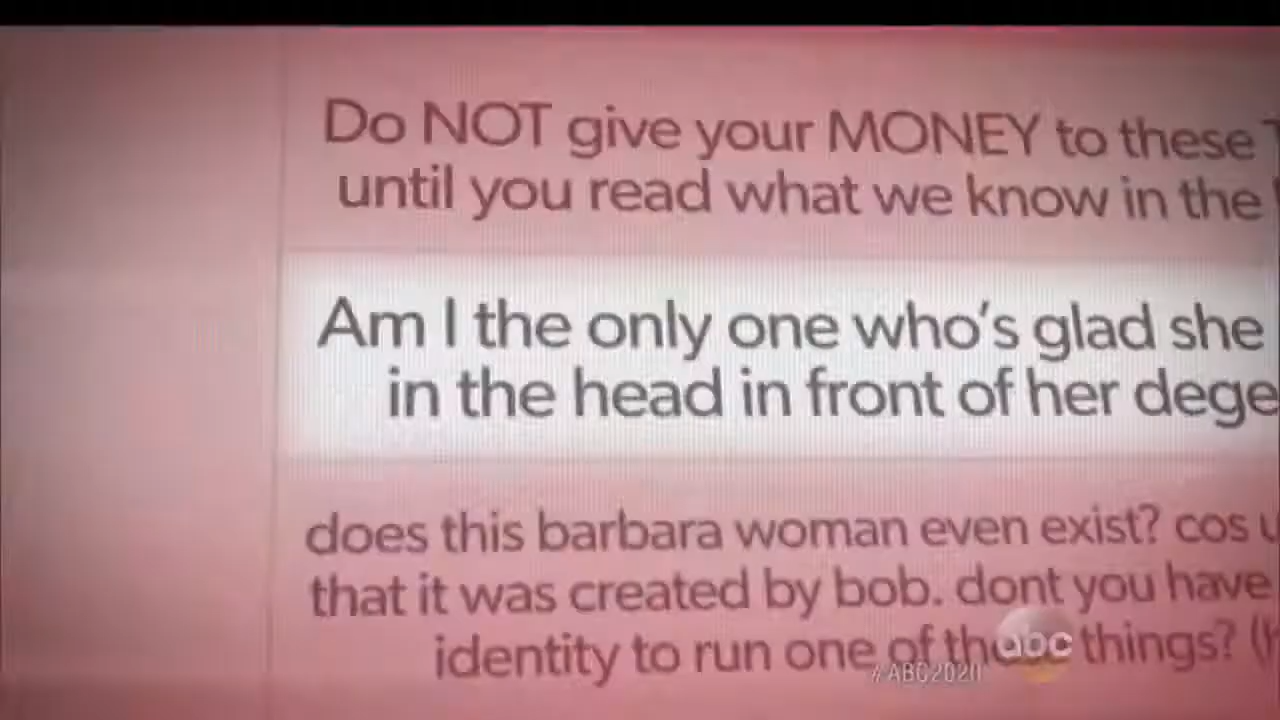 Do NOT give your MONEY to these
until you read what we know in the
Am I the only one who's glad she
in the head in front of her dege
does this barbara woman even exist? cos u
that it was created by bob. dont you have
identity to run one of those things? (h
abc
#ABC2020